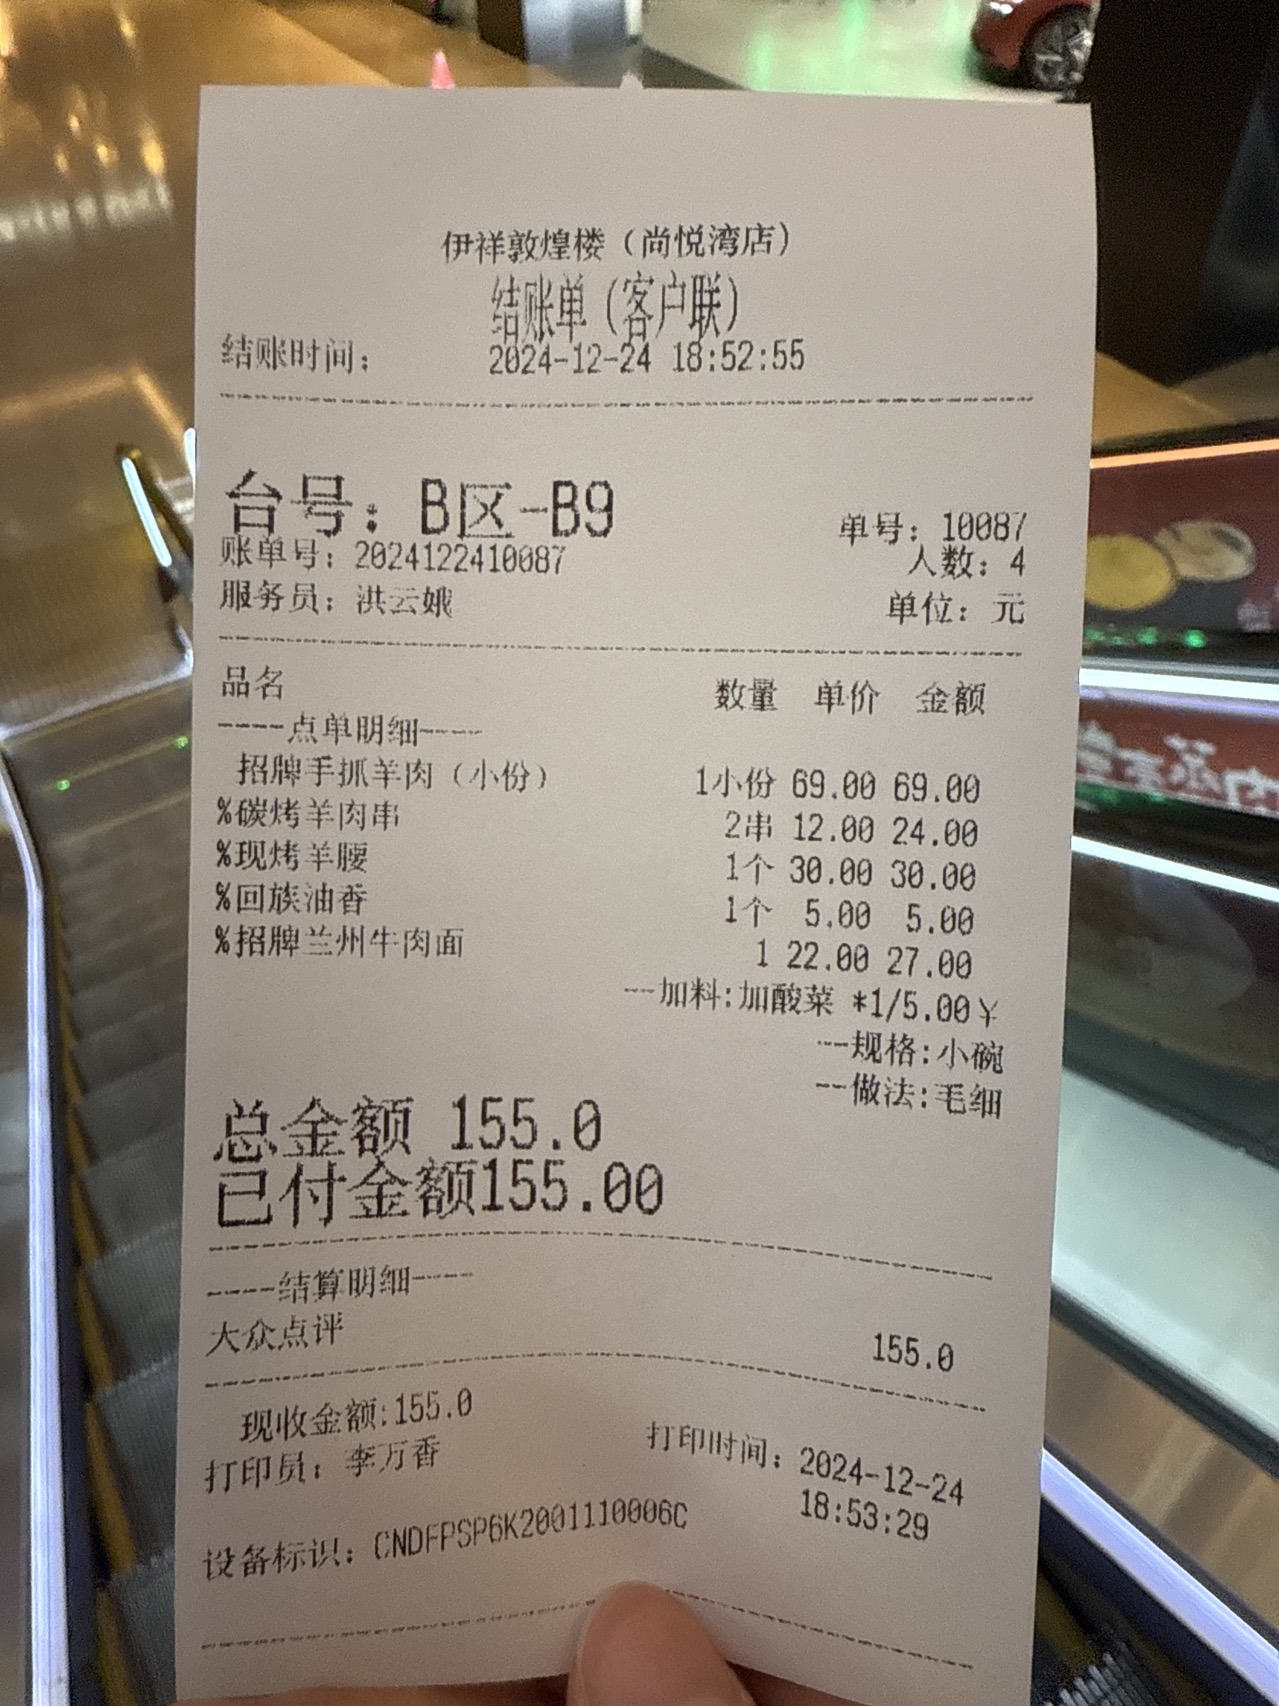 伊祥敦煌楼（尚悦湾店）
结账单（客户联）
结账时间： 2024-12-24 18:52:55
台号：B区-B9
单号：10087
账单号：2024122410087
人数：4
服务员：洪云娥
单位：元
品名 数量 单价 金额
----点单明细----
招牌手抓羊肉（小份） 1小份 69.00 69.00
%碳烤羊肉串 2串 12.00 24.00
%现烤羊腰 1个 30.00 30.00
%回族油香 1个 5.00 5.00
%招牌兰州牛肉面 1 22.00 27.00
--加料:加酸菜 *1/5.00￥
--规格:小碗
--做法:毛细
总金额 155.0
已付金额155.00
----结算明细----
大众点评 155.0
现收金额:155.0
打印员：李万香 打印时间：2024-12-24
18:53:29
设备标识：CNDFPSP6K2001110006C